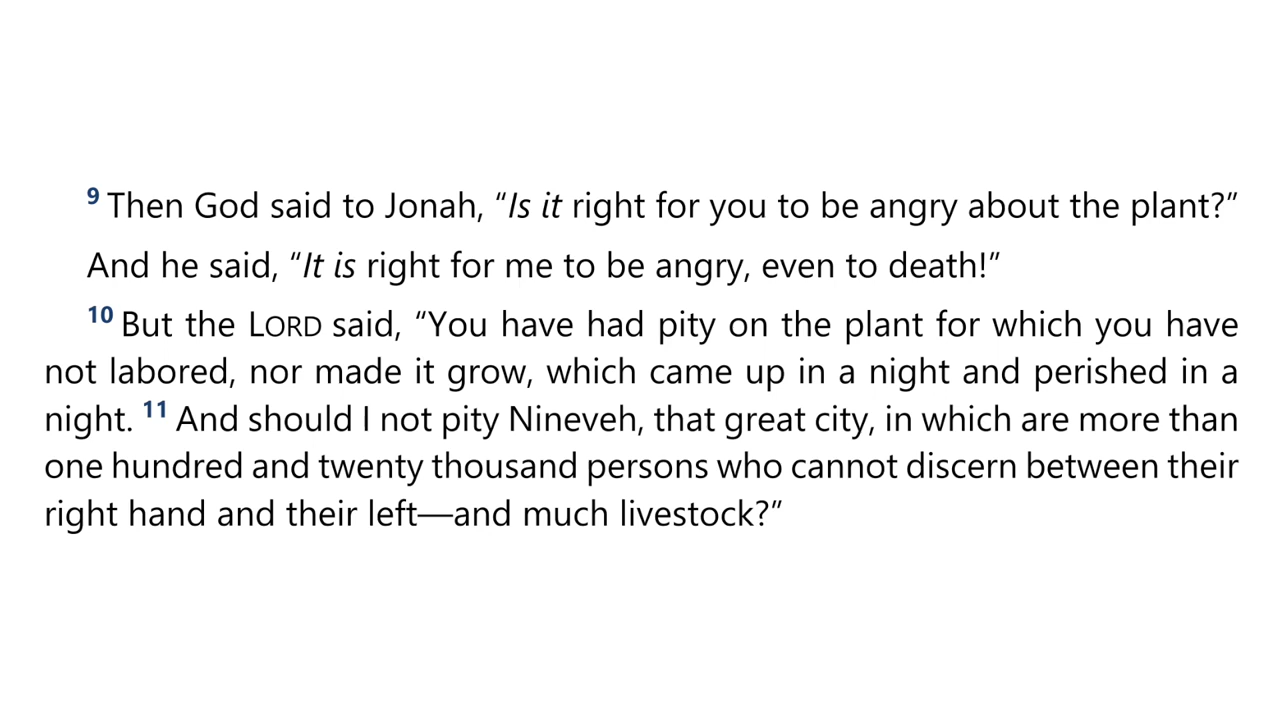 9 Then God said to Jonah, “Is it right for you to be angry about the plant?”
And he said, “It is right for me to be angry, even to death!”
10 But the LORD said, “You have had pity on the plant for which you have
not labored, nor made it grow, which came up in a night and perished in a
night. 11 And should I not pity Nineveh, that great city, in which are more than
one hundred and twenty thousand persons who cannot discern between their
right hand and their left—and much livestock?”